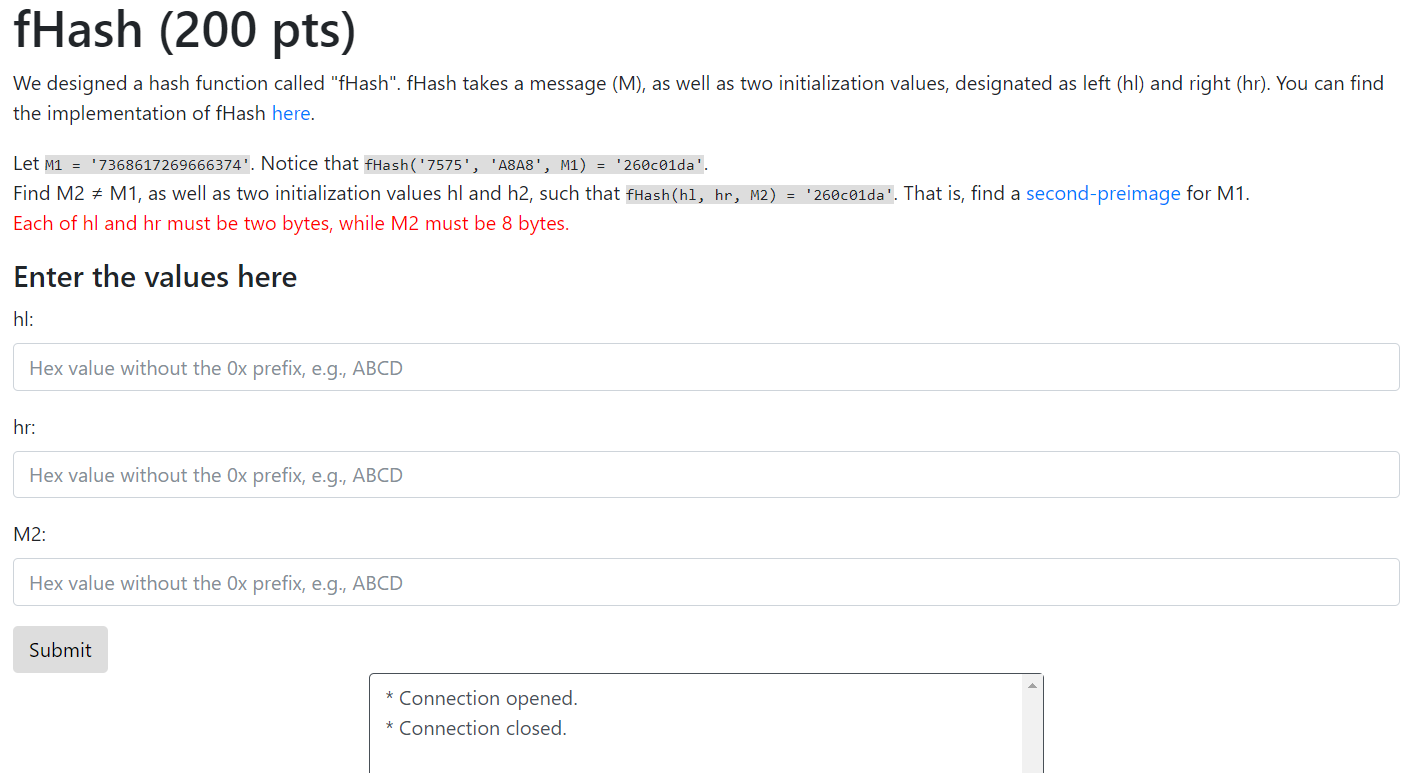 fHash (200 pts)
We designed a hash function called "fHash". fHash takes a message (M), as well as two initialization values, designated as left (hl) and right (hr). You can find
the implementation of fHash here.
Let M1 = '7368617269666374'. Notice that fHash('7575', 'A8A8', M1) = '260c01da'.
Find M2 ≠ M1, as well as two initialization values hl and h2, such that fHash(hl, hr, M2) = '260c01da'. That is, find a second-preimage for M1.
Each of hl and hr must be two bytes, while M2 must be 8 bytes.
Enter the values here
hl:
Hex value without the 0x prefix, e.g., ABCD
hr:
Hex value without the 0x prefix, e.g., ABCD
M2:
Hex value without the 0x prefix, e.g., ABCD
Submit
* Connection opened.
* Connection closed.